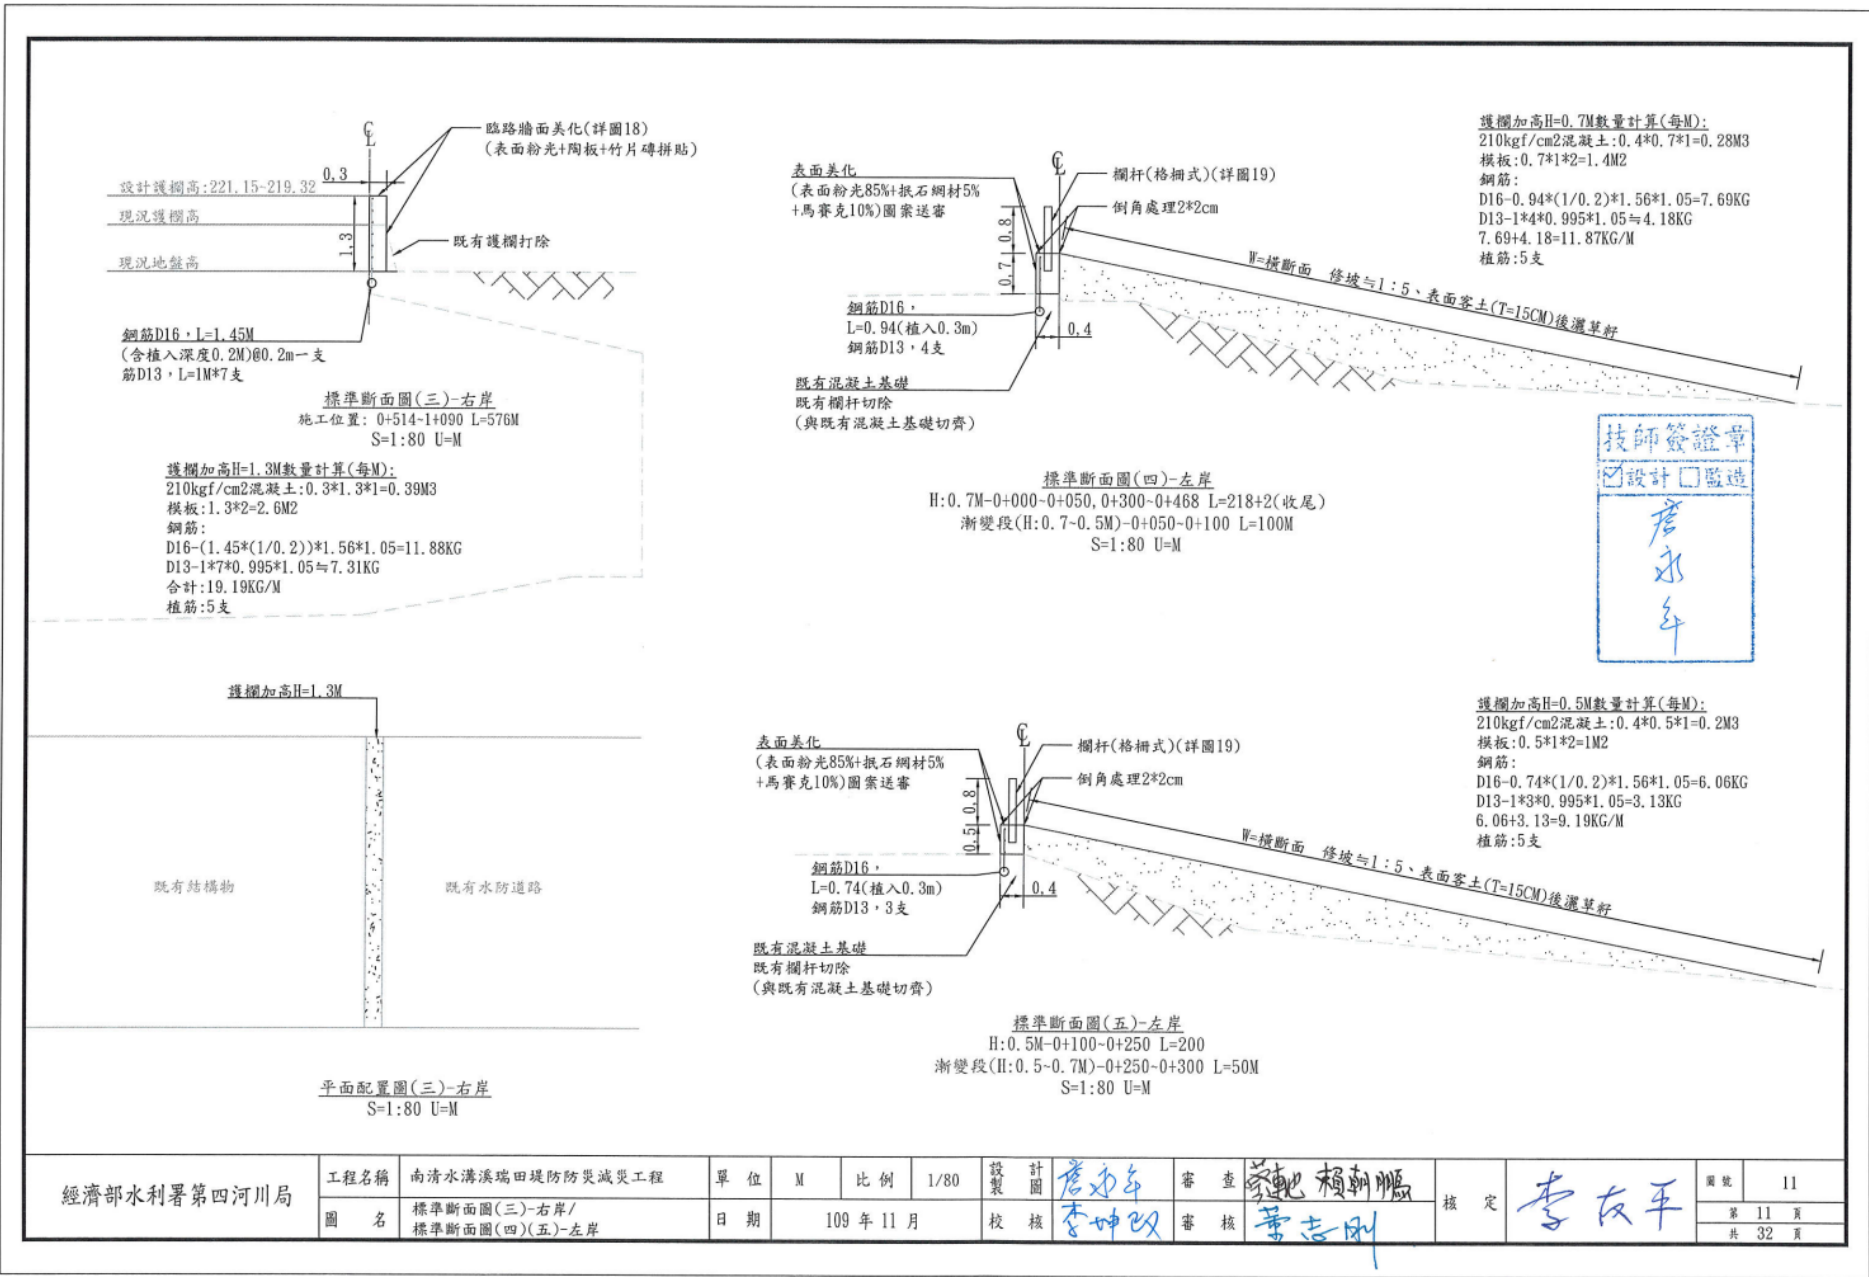 臨路牆面美化(詳圖18)
(表面粉光+陶板+竹片磚拼貼)
設計護欄高:221.15~219.32
0,3
現況護欄高
1,3
既有護欄打除
現況地盤高
鋼筋D16,L=1.45M
(含植入深度0.2M)@0.2m一支
筋D13,L=1M*7支
標準斷面圖(三)-右岸
施工位置: 0+514~1+090 L=576M
S=1:80 U=M
護欄加高H=1.3M數量計算(每M):
210kgf/cm2混凝土:0.3*1.3*1=0.39M3
模板:1.3*2=2.6M2
鋼筋:
D16-(1.45*(1/0.2))*1.56*1.05=11.88KG
D13-1*7*0.995*1.05≒7.31KG
合計:19.19KG/M
植筋:5支
護欄加高H=1.3M
既有結構物
既有水防道路
平面配置圖(三)-右岸
S=1:80 U=M
表面美化
(表面粉光85%+抿石網材5%
+馬賽克10%)圖案送審
欄杆(格柵式)(詳圖19)
倒角處理2*2cm
0,8
0,7
W=橫斷面 修坡≒1:5、表面客土(T=15CM)後灑草籽
鋼筋D16,
L=0.94(植入0.3m)
鋼筋D13,4支
0,4
既有混凝土基礎
既有欄杆切除
(與既有混凝土基礎切齊)
標準斷面圖(四)-左岸
H:0.7M-0+000~0+050,0+300~0+468 L=218+2(收尾)
漸變段(H:0.7~0.5M)-0+050~0+100 L=100M
S=1:80 U=M
護欄加高H=0.7M數量計算(每M):
210kgf/cm2混凝土:0.4*0.7*1=0.28M3
模板:0.7*1*2=1.4M2
鋼筋:
D16-0.94*(1/0.2)*1.56*1.05=7.69KG
D13-1*4*0.995*1.05≒4.18KG
7.69+4.18=11.87KG/M
植筋:5支
技師簽證章
☑設計 □監造
詹永年
表面美化
(表面粉光85%+抿石網材5%
+馬賽克10%)圖案送審
欄杆(格柵式)(詳圖19)
倒角處理2*2cm
0,8
0,5
W=橫斷面 修坡≒1:5、表面客土(T=15CM)後灑草籽
鋼筋D16,
L=0.74(植入0.3m)
鋼筋D13,3支
0,4
既有混凝土基礎
既有欄杆切除
(與既有混凝土基礎切齊)
標準斷面圖(五)-左岸
H:0.5M-0+100~0+250 L=200
漸變段(H:0.5~0.7M)-0+250~0+300 L=50M
S=1:80 U=M
護欄加高H=0.5M數量計算(每M):
210kgf/cm2混凝土:0.4*0.5*1=0.2M3
模板:0.5*1*2=1M2
鋼筋:
D16-0.74*(1/0.2)*1.56*1.05=6.06KG
D13-1*3*0.995*1.05=3.13KG
6.06+3.13=9.19KG/M
植筋:5支
經濟部水利署第四河川局
工程名稱 南清水溝溪瑞田堤防防災減災工程
圖名 標準斷面圖(三)-右岸/
標準斷面圖(四)(五)-左岸
單位 M 比例 1/80
日期 109 年 11 月
設計製圖 詹永年
校核 李坤
審查 賴朝鵬
審核 葉志剛
核定 李友平
圖號 11
第 11 頁
共 32 頁